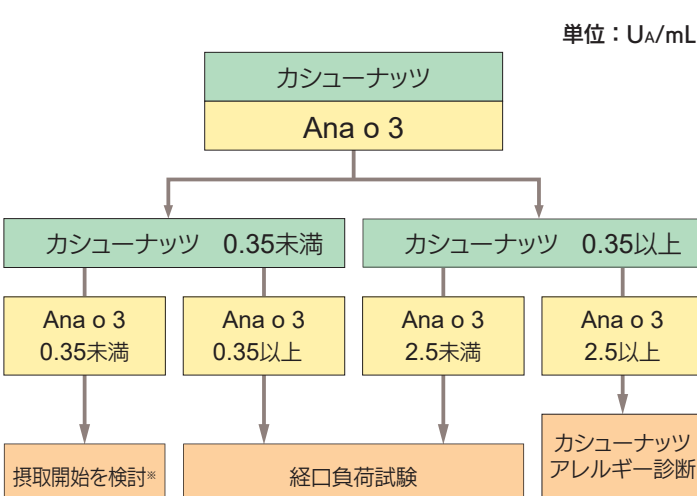 単位：UA/mL
カシューナッツ
Ana o 3
カシューナッツ 0.35未満
カシューナッツ 0.35以上
Ana o 3
0.35未満
Ana o 3
0.35以上
Ana o 3
2.5未満
Ana o 3
2.5以上
摂取開始を検討※
経口負荷試験
カシューナッツ
アレルギー診断